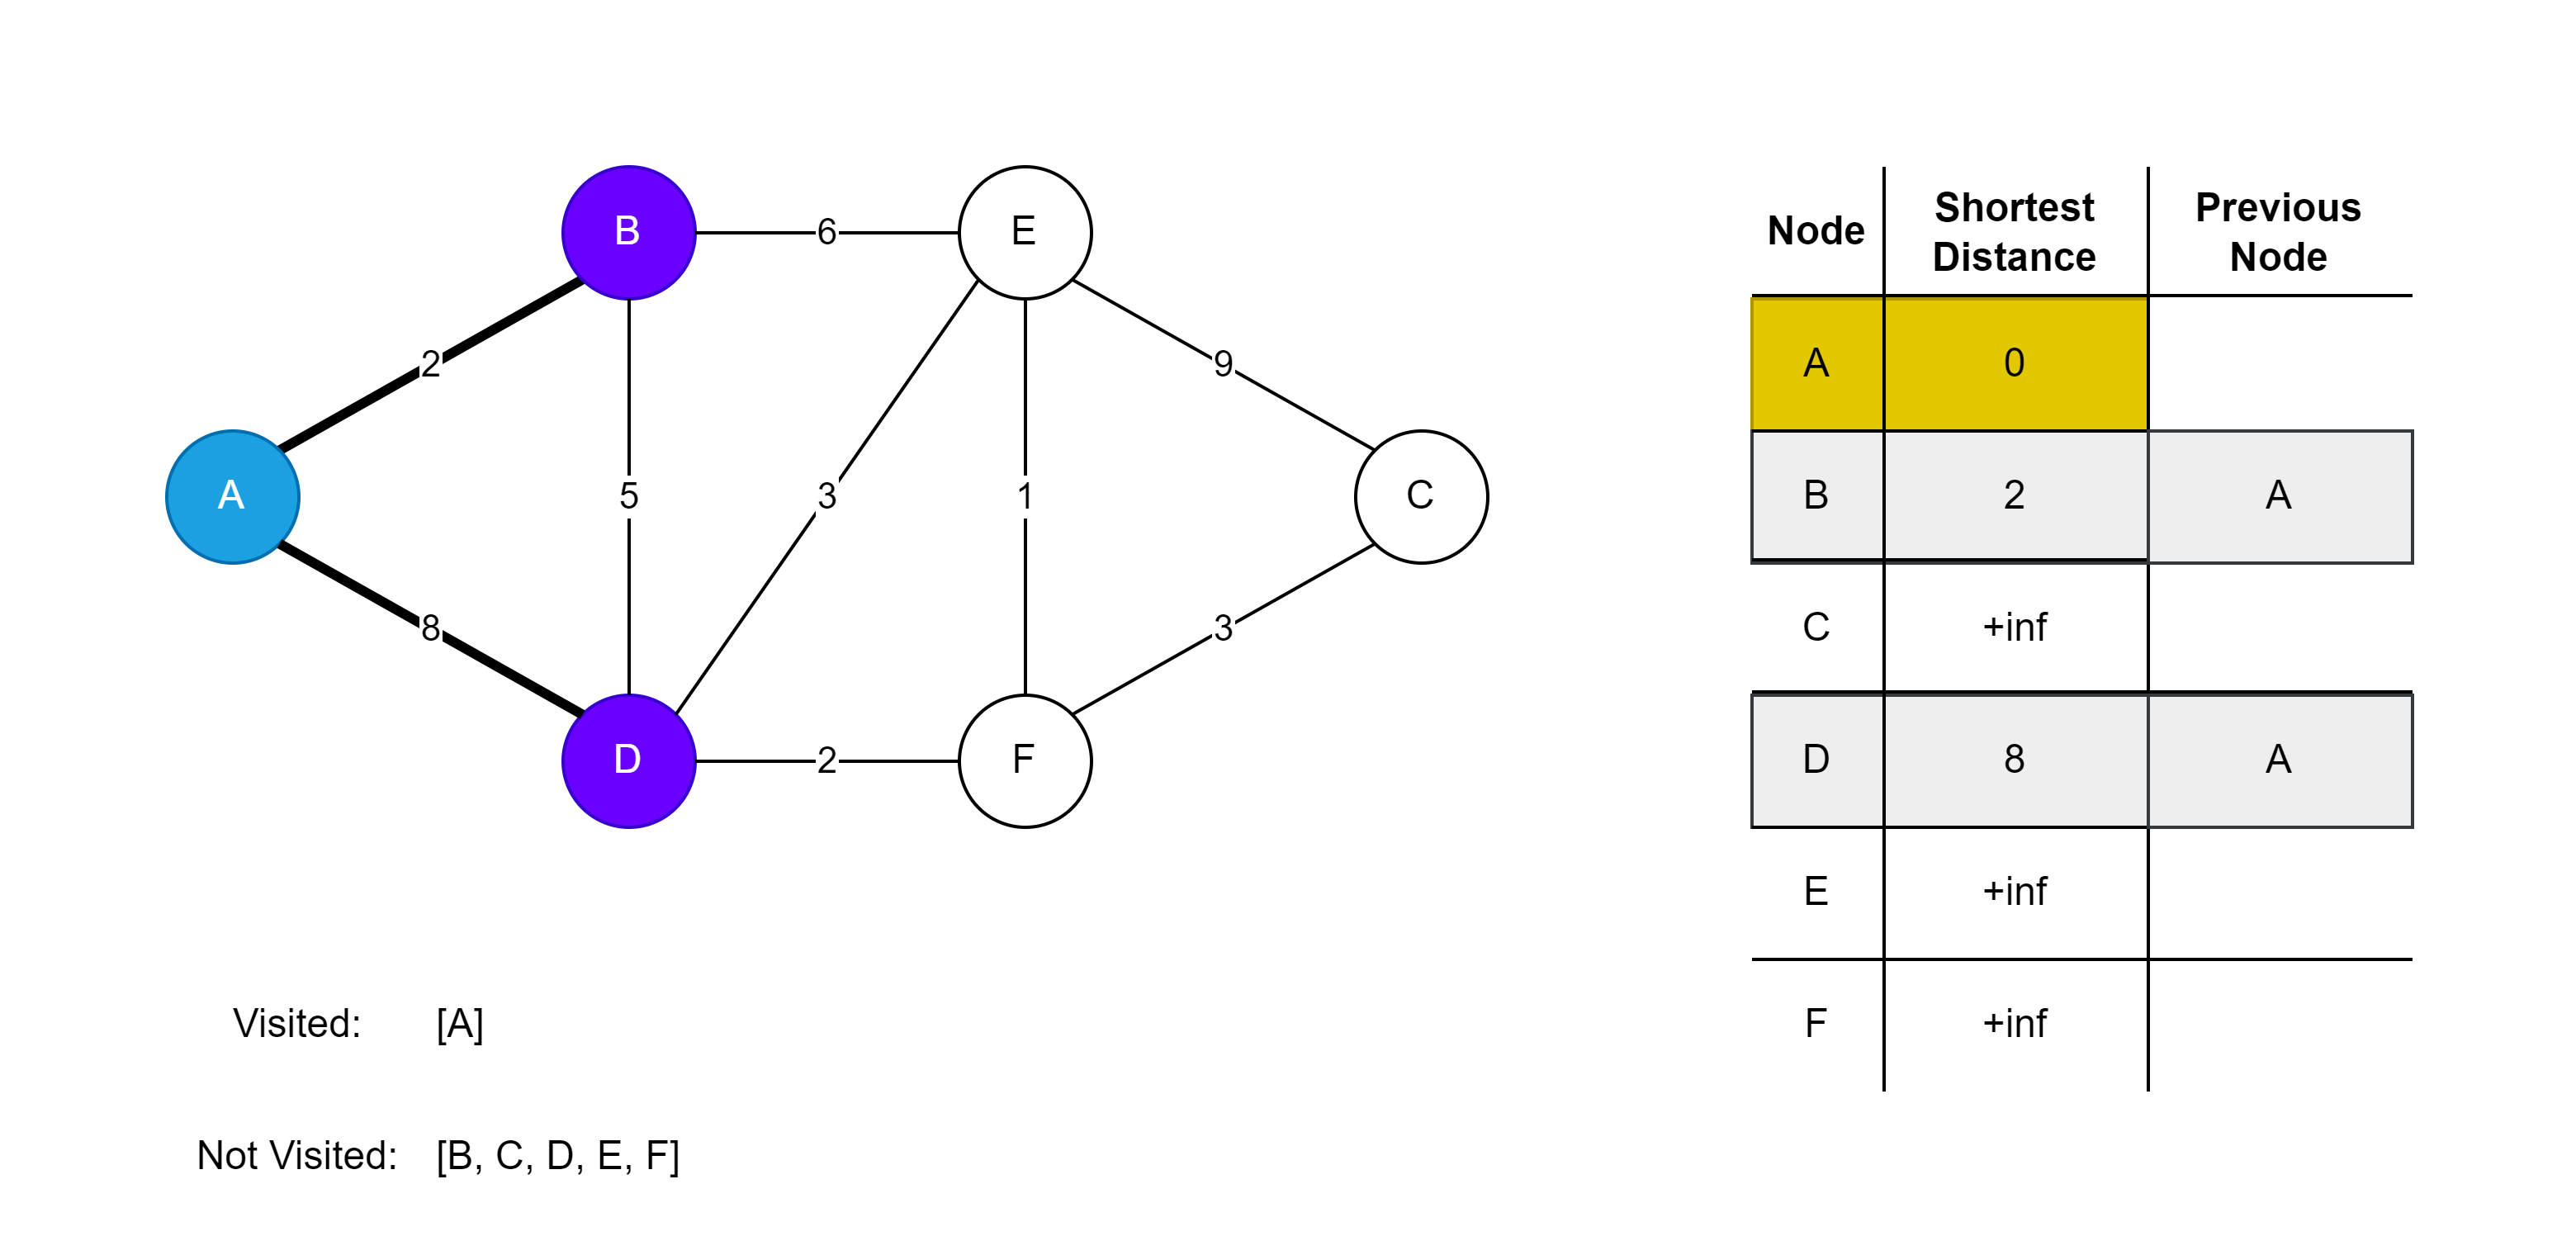 B
6
E
2
9
A
5
3
1
C
8
3
D
2
F
Visited: [A]
Not Visited: [B, C, D, E, F]
Node
Shortest
Distance
Previous
Node
A 0
B 2 A
C +inf
D 8 A
E +inf
F +inf